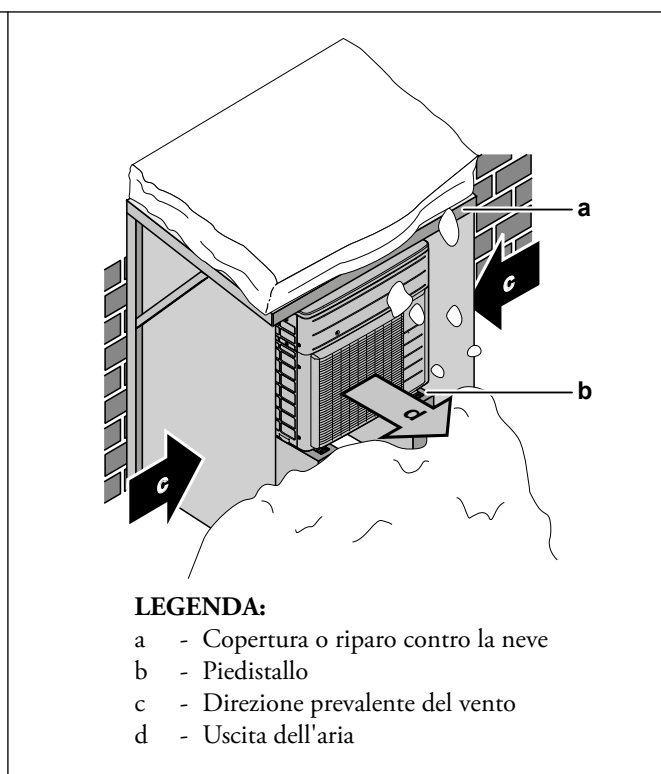 a
c
b
d
c
LEGENDA:
a - Copertura o riparo contro la neve
b - Piedistallo
c - Direzione prevalente del vento
d - Uscita dell'aria